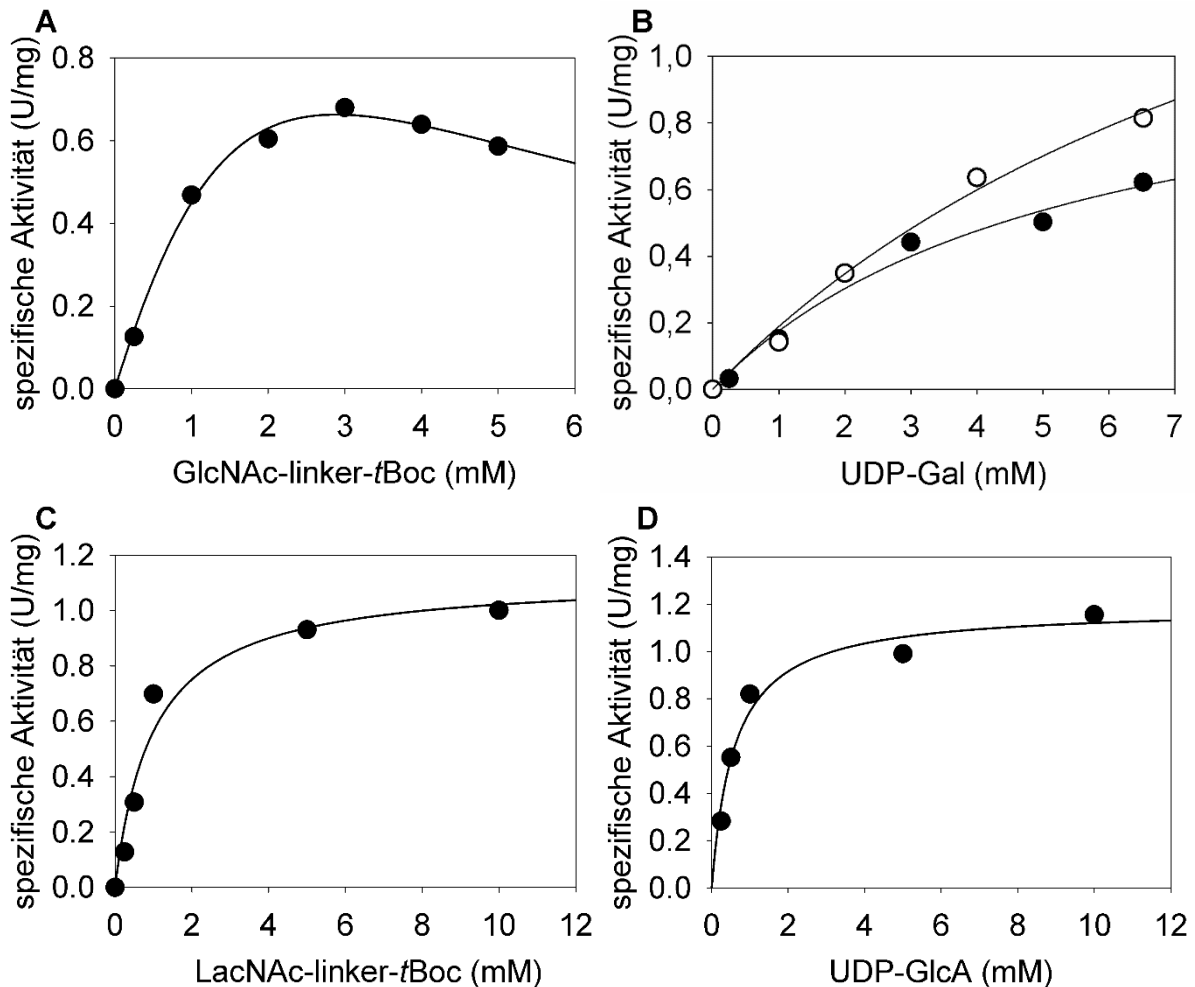 A
spezifische Aktivität (U/mg)
0.8
0.6
0.4
0.2
0.0
0 1 2 3 4 5 6
GlcNAc-linker-tBoc (mM)
B
spezifische Aktivität (U/mg)
1,0
0,8
0,6
0,4
0,2
0,0
0 1 2 3 4 5 6 7
UDP-Gal (mM)
C
spezifische Aktivität (U/mg)
1.2
1.0
0.8
0.6
0.4
0.2
0.0
0 2 4 6 8 10 12
LacNAc-linker-tBoc (mM)
D
spezifische Aktivität (U/mg)
1.4
1.2
1.0
0.8
0.6
0.4
0.2
0.0
0 2 4 6 8 10 12
UDP-GlcA (mM)